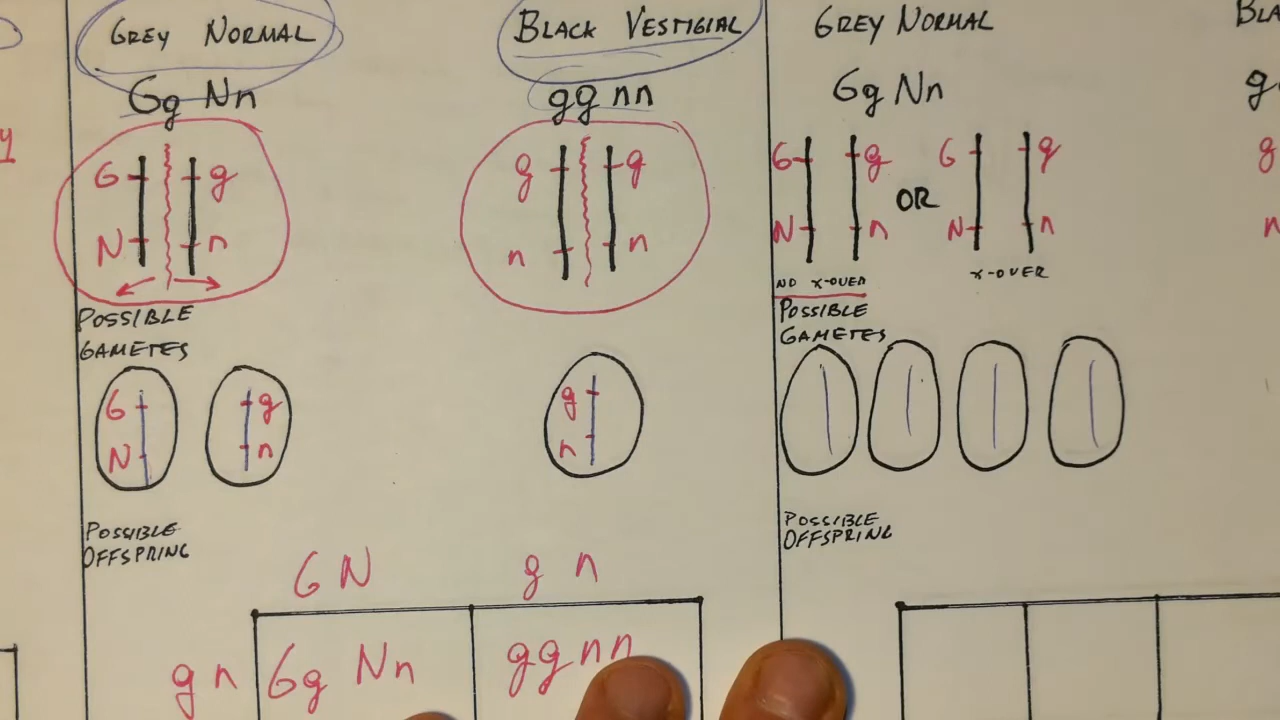 GREY NORMAL
Gg Nn
G g
N n
POSSIBLE
GAMETES
G g
N n
POSSIBLE
OFFSPRING
BLACK VESTIGIAL
gg nn
g g
n n
g
n
G N g n
g n Gg Nn gg nn
GREY NORMAL
Gg Nn
G g OR G g
N n N n
NO X-OVER X-OVER
POSSIBLE
GAMETES
POSSIBLE
OFFSPRING
g
n